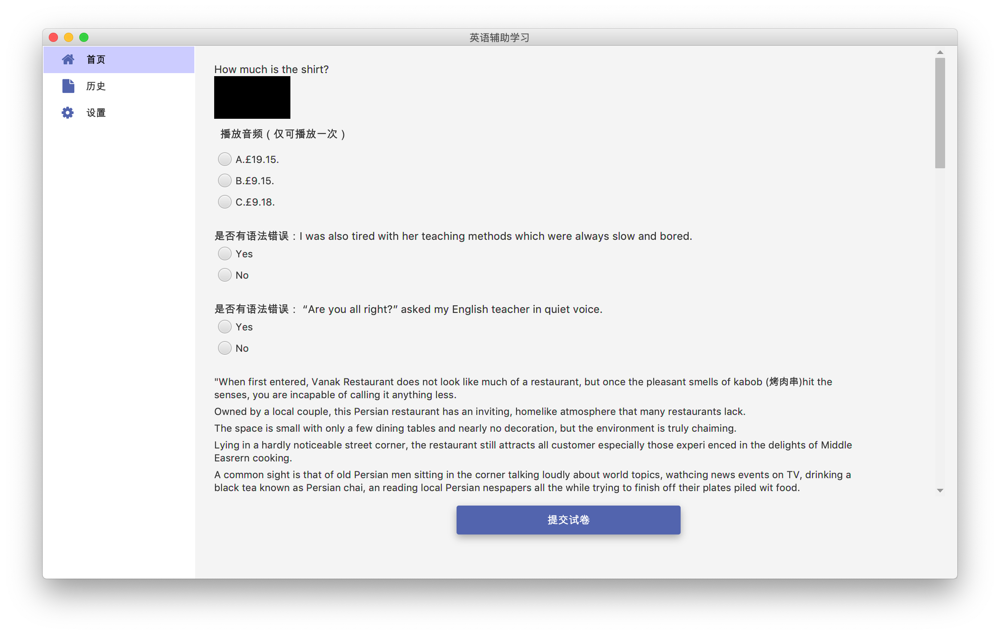 英语辅助学习
首页
历史
设置
How much is the shirt?
播放音频（仅可播放一次）
A.£19.15.
B.£9.15.
C.£9.18.
是否有语法错误：I was also tired with her teaching methods which were always slow and bored.
Yes
No
是否有语法错误： “Are you all right?” asked my English teacher in quiet voice.
Yes
No
"When first entered, Vanak Restaurant does not look like much of a restaurant, but once the pleasant smells of kabob (烤肉串)hit the
senses, you are incapable of calling it anything less.
Owned by a local couple, this Persian restaurant has an inviting, homelike atmosphere that many restaurants lack.
The space is small with only a few dining tables and nearly no decoration, but the environment is truly chaiming.
Lying in a hardly noticeable street corner, the restaurant still attracts all customer especially those experi enced in the delights of Middle
Easrern cooking.
A common sight is that of old Persian men sitting in the corner talking loudly about world topics, wathcing news events on TV, drinking a
black tea known as Persian chai, an reading local Persian nespapers all the while trying to finish off their plates piled wit food.
提交试卷